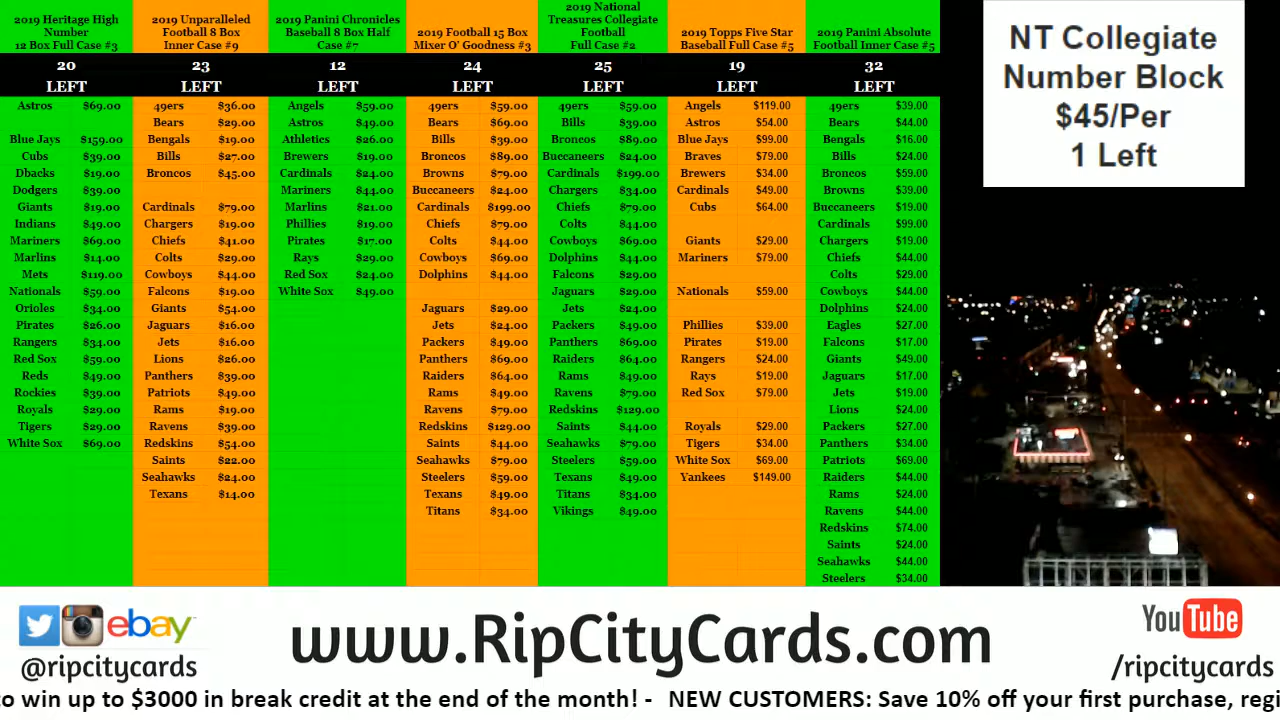 2019 Heritage High
Number
12 Box Full Case #3
20
LEFT
Astros $69.00
Blue Jays $159.00
Cubs $39.00
Dbacks $19.00
Dodgers $39.00
Giants $19.00
Indians $49.00
Mariners $69.00
Marlins $14.00
Mets $119.00
Nationals $59.00
Orioles $34.00
Pirates $26.00
Rangers $34.00
Red Sox $59.00
Reds $49.00
Rockies $39.00
Royals $29.00
Tigers $29.00
White Sox $69.00
2019 Unparalleled
Football 8 Box
Inner Case #9
23
LEFT
49ers $36.00
Bears $29.00
Bengals $19.00
Bills $27.00
Broncos $45.00
Cardinals $79.00
Chargers $19.00
Chiefs $41.00
Colts $29.00
Cowboys $44.00
Falcons $19.00
Giants $54.00
Jaguars $16.00
Jets $16.00
Lions $26.00
Panthers $39.00
Patriots $49.00
Rams $19.00
Ravens $39.00
Redskins $54.00
Saints $22.00
Seahawks $24.00
Texans $14.00
2019 Panini Chronicles
Baseball 8 Box Half
Case #7
12
LEFT
Angels $59.00
Astros $49.00
Athletics $26.00
Brewers $19.00
Cardinals $24.00
Mariners $44.00
Marlins $21.00
Phillies $19.00
Pirates $17.00
Rays $29.00
Red Sox $24.00
White Sox $49.00
2019 Football 15 Box
Mixer O' Goodness #3
24
LEFT
49ers $59.00
Bears $69.00
Bills $39.00
Broncos $89.00
Browns $79.00
Buccaneers $24.00
Cardinals $199.00
Chiefs $79.00
Colts $44.00
Cowboys $69.00
Dolphins $44.00
Jaguars $29.00
Jets $24.00
Packers $49.00
Panthers $69.00
Raiders $64.00
Rams $49.00
Ravens $79.00
Redskins $129.00
Saints $44.00
Seahawks $79.00
Steelers $59.00
Texans $49.00
Titans $34.00
2019 National
Treasures Collegiate
Football
Full Case #2
25
LEFT
49ers $59.00
Bills $39.00
Broncos $89.00
Buccaneers $24.00
Cardinals $199.00
Chargers $34.00
Chiefs $79.00
Colts $44.00
Cowboys $69.00
Dolphins $44.00
Falcons $29.00
Jaguars $29.00
Jets $24.00
Packers $49.00
Panthers $69.00
Raiders $64.00
Rams $49.00
Ravens $79.00
Redskins $129.00
Saints $44.00
Seahawks $79.00
Steelers $59.00
Texans $49.00
Titans $34.00
Vikings $49.00
2019 Topps Five Star
Baseball Full Case #5
19
LEFT
Angels $119.00
Astros $54.00
Blue Jays $99.00
Braves $79.00
Brewers $34.00
Cardinals $49.00
Cubs $64.00
Giants $29.00
Mariners $79.00
Nationals $59.00
Phillies $39.00
Pirates $19.00
Rangers $24.00
Rays $19.00
Red Sox $79.00
Royals $29.00
Tigers $34.00
White Sox $69.00
Yankees $149.00
2019 Panini Absolute
Football Inner Case #5
32
LEFT
49ers $39.00
Bears $44.00
Bengals $16.00
Bills $24.00
Broncos $59.00
Browns $39.00
Buccaneers $19.00
Cardinals $99.00
Chargers $19.00
Chiefs $44.00
Colts $29.00
Cowboys $44.00
Dolphins $24.00
Eagles $27.00
Falcons $17.00
Giants $49.00
Jaguars $17.00
Jets $19.00
Lions $24.00
Packers $27.00
Panthers $34.00
Patriots $69.00
Raiders $44.00
Rams $24.00
Ravens $44.00
Redskins $74.00
Saints $24.00
Seahawks $44.00
Steelers $34.00
NT Collegiate
Number Block
$45/Per
1 Left
ebay
@ripcitycards
www.RipCityCards.com
YouTube
/ripcitycards
to win up to $3000 in break credit at the end of the month! - NEW CUSTOMERS: Save 10% off your first purchase, regi